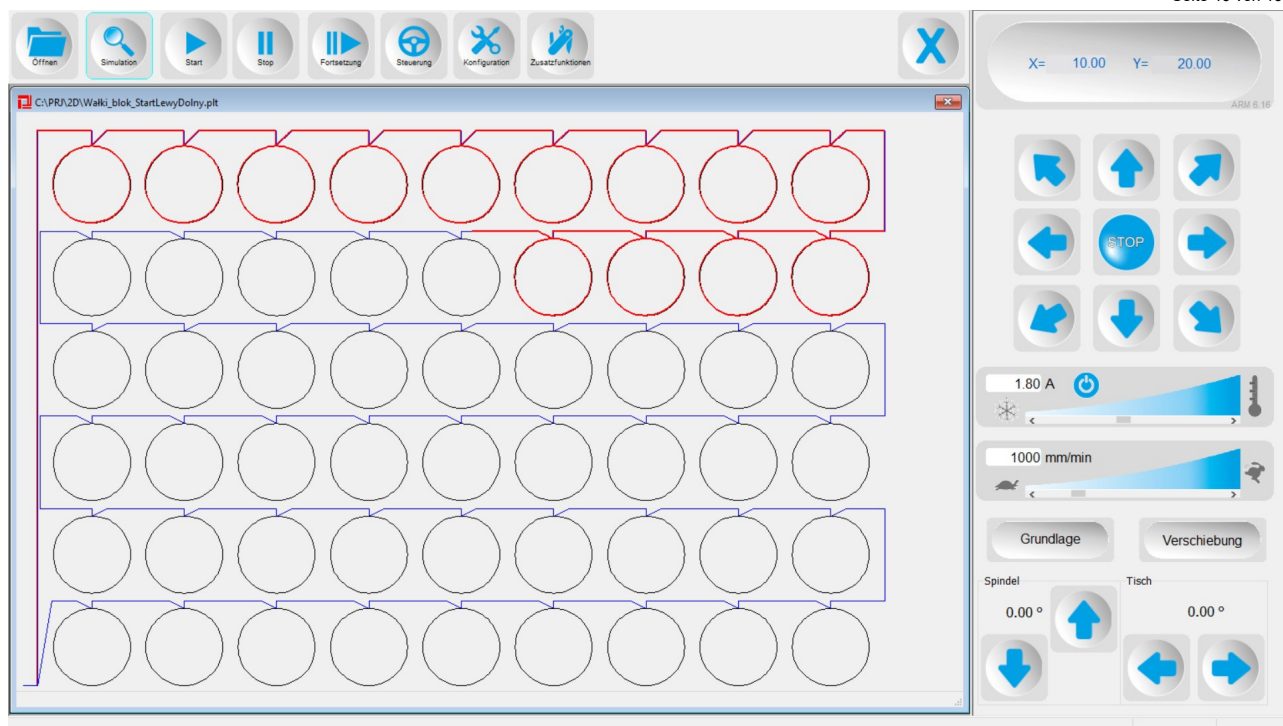 Öffnen Simulation Start Stop Fortsetzung Steuerung Konfiguration Zusatzfunktionen X
C:\PRJ\2D\Wałki_blok_StartLewyDolny.plt
X= 10.00 Y= 20.00
ARM 6.16
STOP
1.80 A
1000 mm/min
Grundlage Verschiebung
Spindel Tisch
0.00 ° 0.00 °